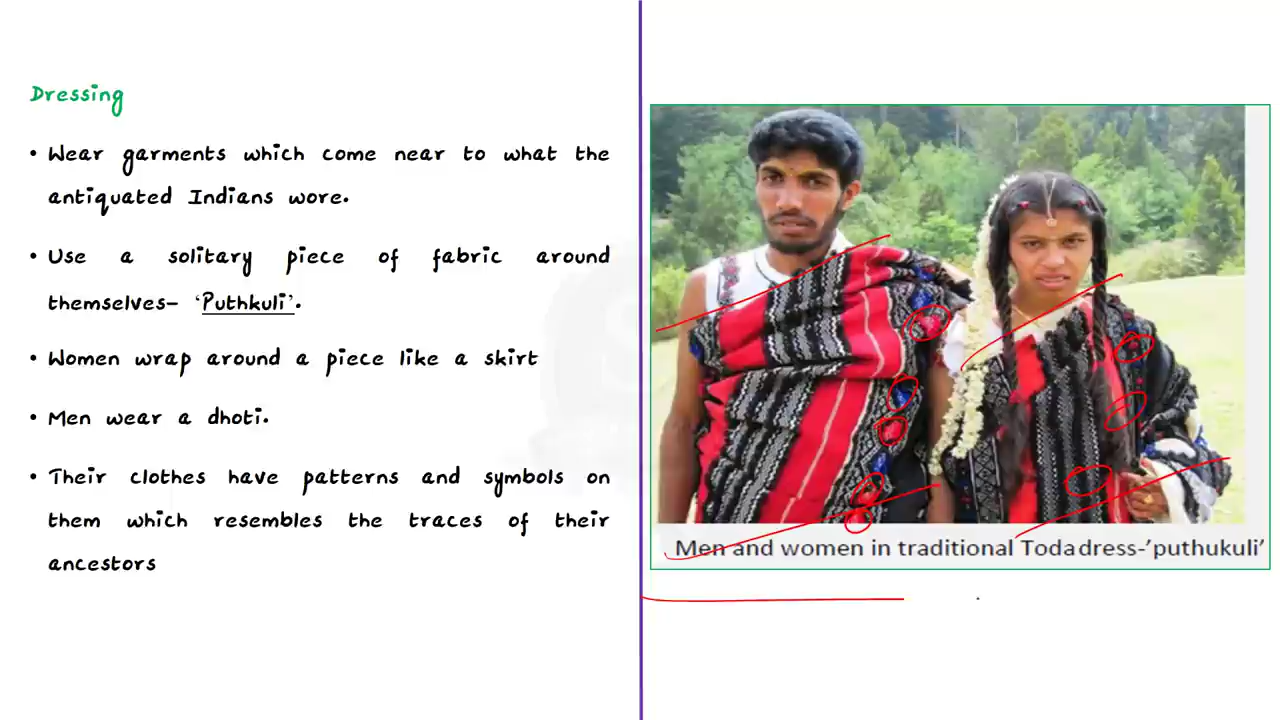 Dressing
• Wear garments which come near to what the
antiquated Indians wore.
• Use a solitary piece of fabric around
themselves- 'Puthkuli'.
• Women wrap around a piece like a skirt
• Men wear a dhoti.
• Their clothes have patterns and symbols on
them which resembles the traces of their
ancestors
Men and women in traditional Todadress-'puthukuli'